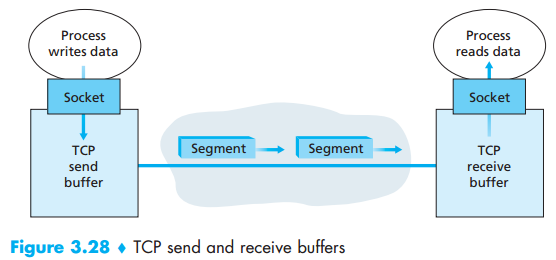 Process
writes data
Process
reads data
Socket
Socket
TCP
send
buffer
Segment
Segment
TCP
receive
buffer
Figure 3.28 ♦ TCP send and receive buffers